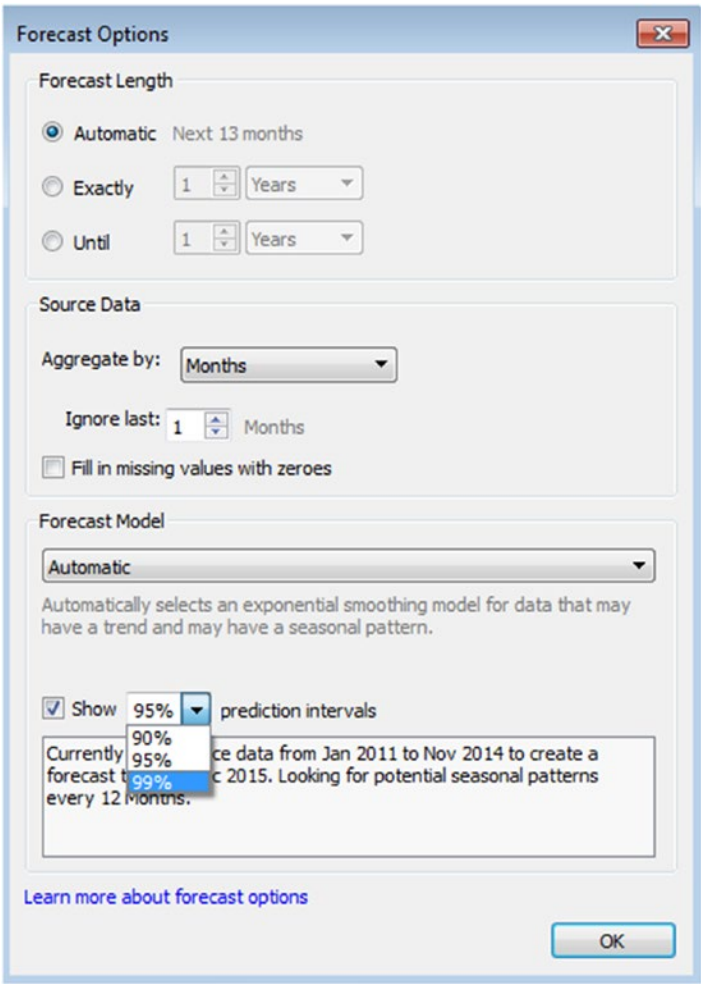 Forecast Options
Forecast Length
Automatic Next 13 months
Exactly 1 Years
Until 1 Years
Source Data
Aggregate by: Months
Ignore last: 1 Months
Fill in missing values with zeroes
Forecast Model
Automatic
Automatically selects an exponential smoothing model for data that may
have a trend and may have a seasonal pattern.
Show 95% prediction intervals
90%
95%
99%
Currently ce data from Jan 2011 to Nov 2014 to create a
forecast t c 2015. Looking for potential seasonal patterns
every 12 Months.
Learn more about forecast options
OK